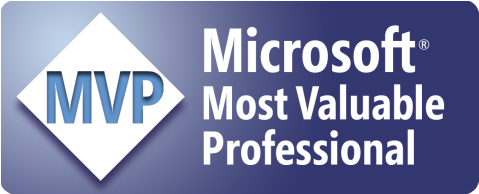 MVP
Microsoft®
Most Valuable
Professional